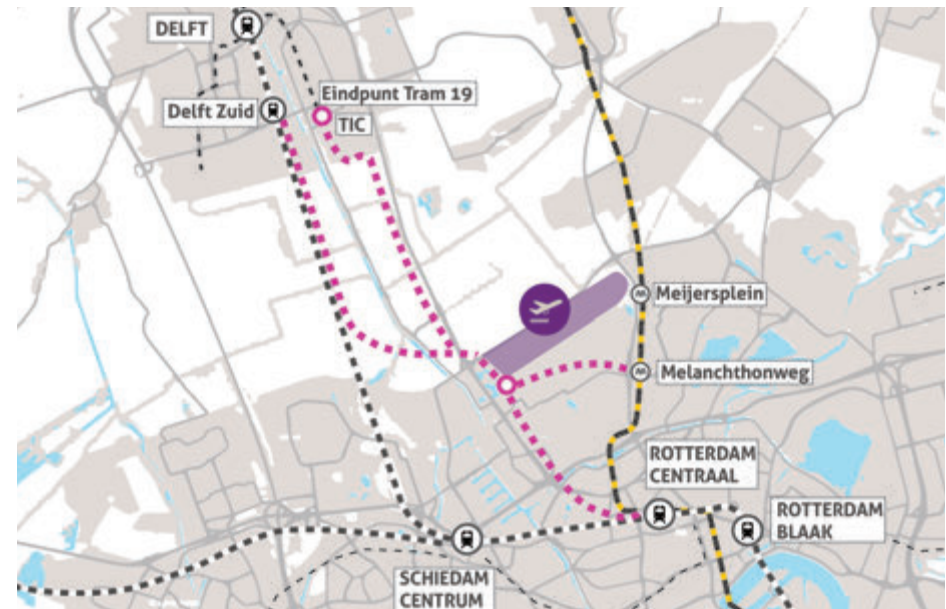 DELFT
Eindpunt Tram 19
Delft Zuid
TIC
Meijersplein
Melanchthonweg
ROTTERDAM
CENTRAAL
ROTTERDAM
BLAAK
SCHIEDAM
CENTRUM